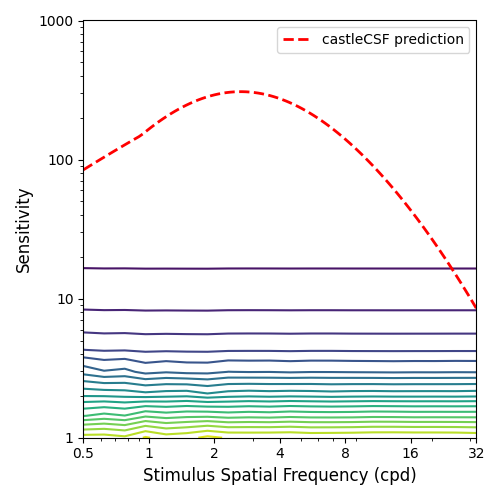 1000
castleCSF prediction
100
Sensitivity
10
1
0.5 1 2 4 8 16 32
Stimulus Spatial Frequency (cpd)